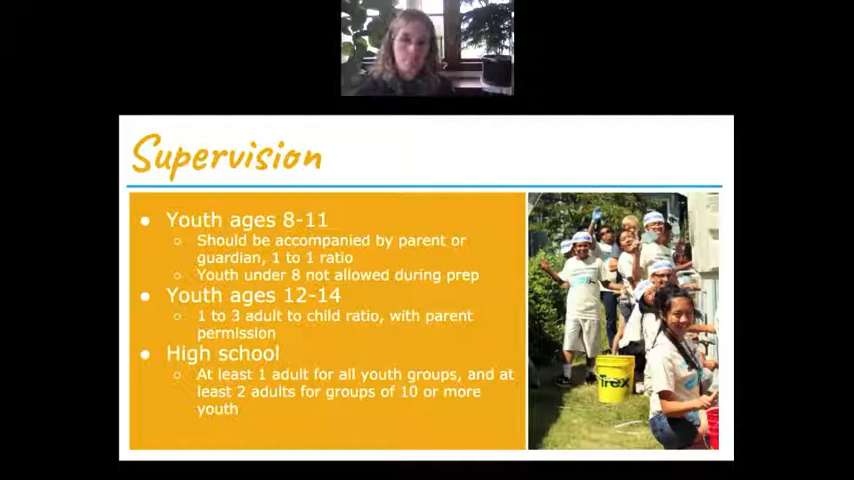 Supervision
Youth ages 8-11
Should be accompanied by parent or
guardian, 1 to 1 ratio
Youth under 8 not allowed during prep
Youth ages 12-14
1 to 3 adult to child ratio, with parent
permission
High school
At least 1 adult for all youth groups, and at
least 2 adults for groups of 10 or more
youth
Trex